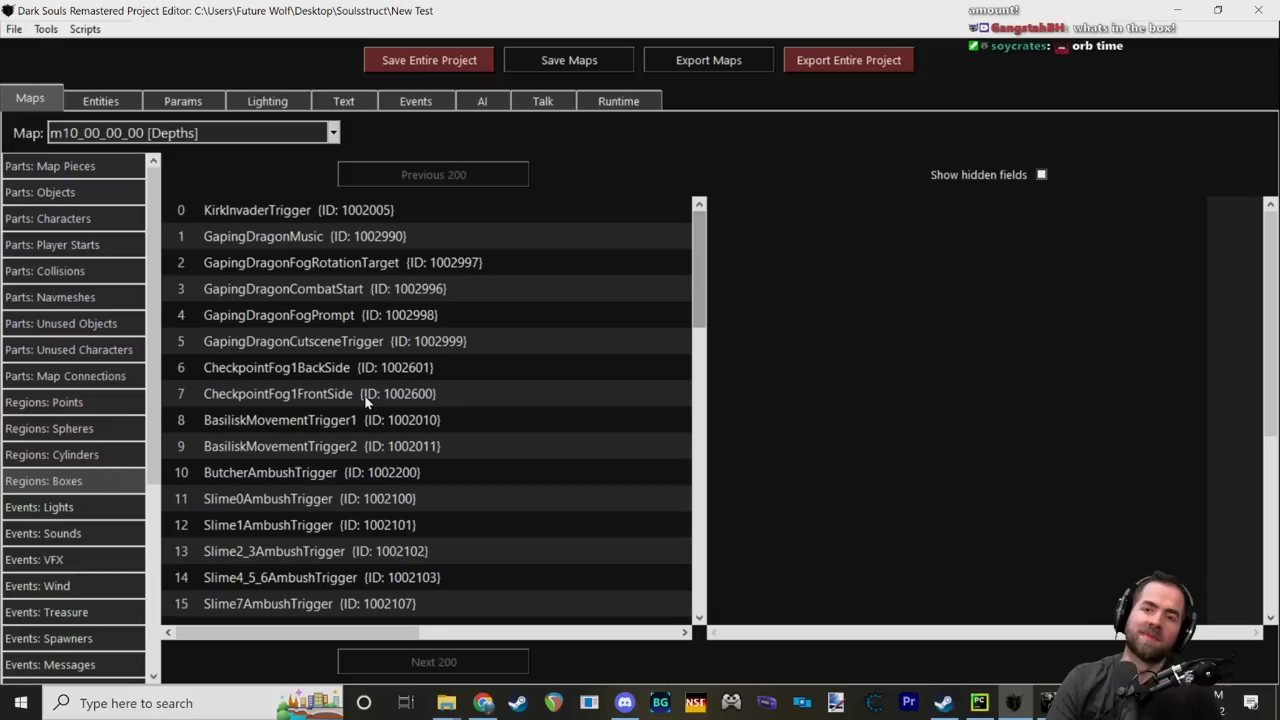 Dark Souls Remastered Project Editor: C:\Users\Future Wolf\Desktop\Soulsstruct\New Test
amount!
GangstahBH: whats in the box!
soycrates: orb time
File Tools Scripts
Save Entire Project Save Maps Export Maps Export Entire Project
Maps Entities Params Lighting Text Events AI Talk Runtime
Map: m10_00_00_00 [Depths]
Previous 200
Show hidden fields
Parts: Map Pieces
Parts: Objects
Parts: Characters
Parts: Player Starts
Parts: Collisions
Parts: Navmeshes
Parts: Unused Objects
Parts: Unused Characters
Parts: Map Connections
Regions: Points
Regions: Spheres
Regions: Cylinders
Regions: Boxes
Events: Lights
Events: Sounds
Events: VFX
Events: Wind
Events: Treasure
Events: Spawners
Events: Messages
0 KirkInvaderTrigger {ID: 1002005}
1 GapingDragonMusic {ID: 1002990}
2 GapingDragonFogRotationTarget {ID: 1002997}
3 GapingDragonCombatStart {ID: 1002996}
4 GapingDragonFogPrompt {ID: 1002998}
5 GapingDragonCutsceneTrigger {ID: 1002999}
6 CheckpointFog1BackSide {ID: 1002601}
7 CheckpointFog1FrontSide {ID: 1002600}
8 BasiliskMovementTrigger1 {ID: 1002010}
9 BasiliskMovementTrigger2 {ID: 1002011}
10 ButcherAmbushTrigger {ID: 1002200}
11 Slime0AmbushTrigger {ID: 1002100}
12 Slime1AmbushTrigger {ID: 1002101}
13 Slime2_3AmbushTrigger {ID: 1002102}
14 Slime4_5_6AmbushTrigger {ID: 1002103}
15 Slime7AmbushTrigger {ID: 1002107}
Next 200
Type here to search
BG
NSF
Pr
PC
M
2